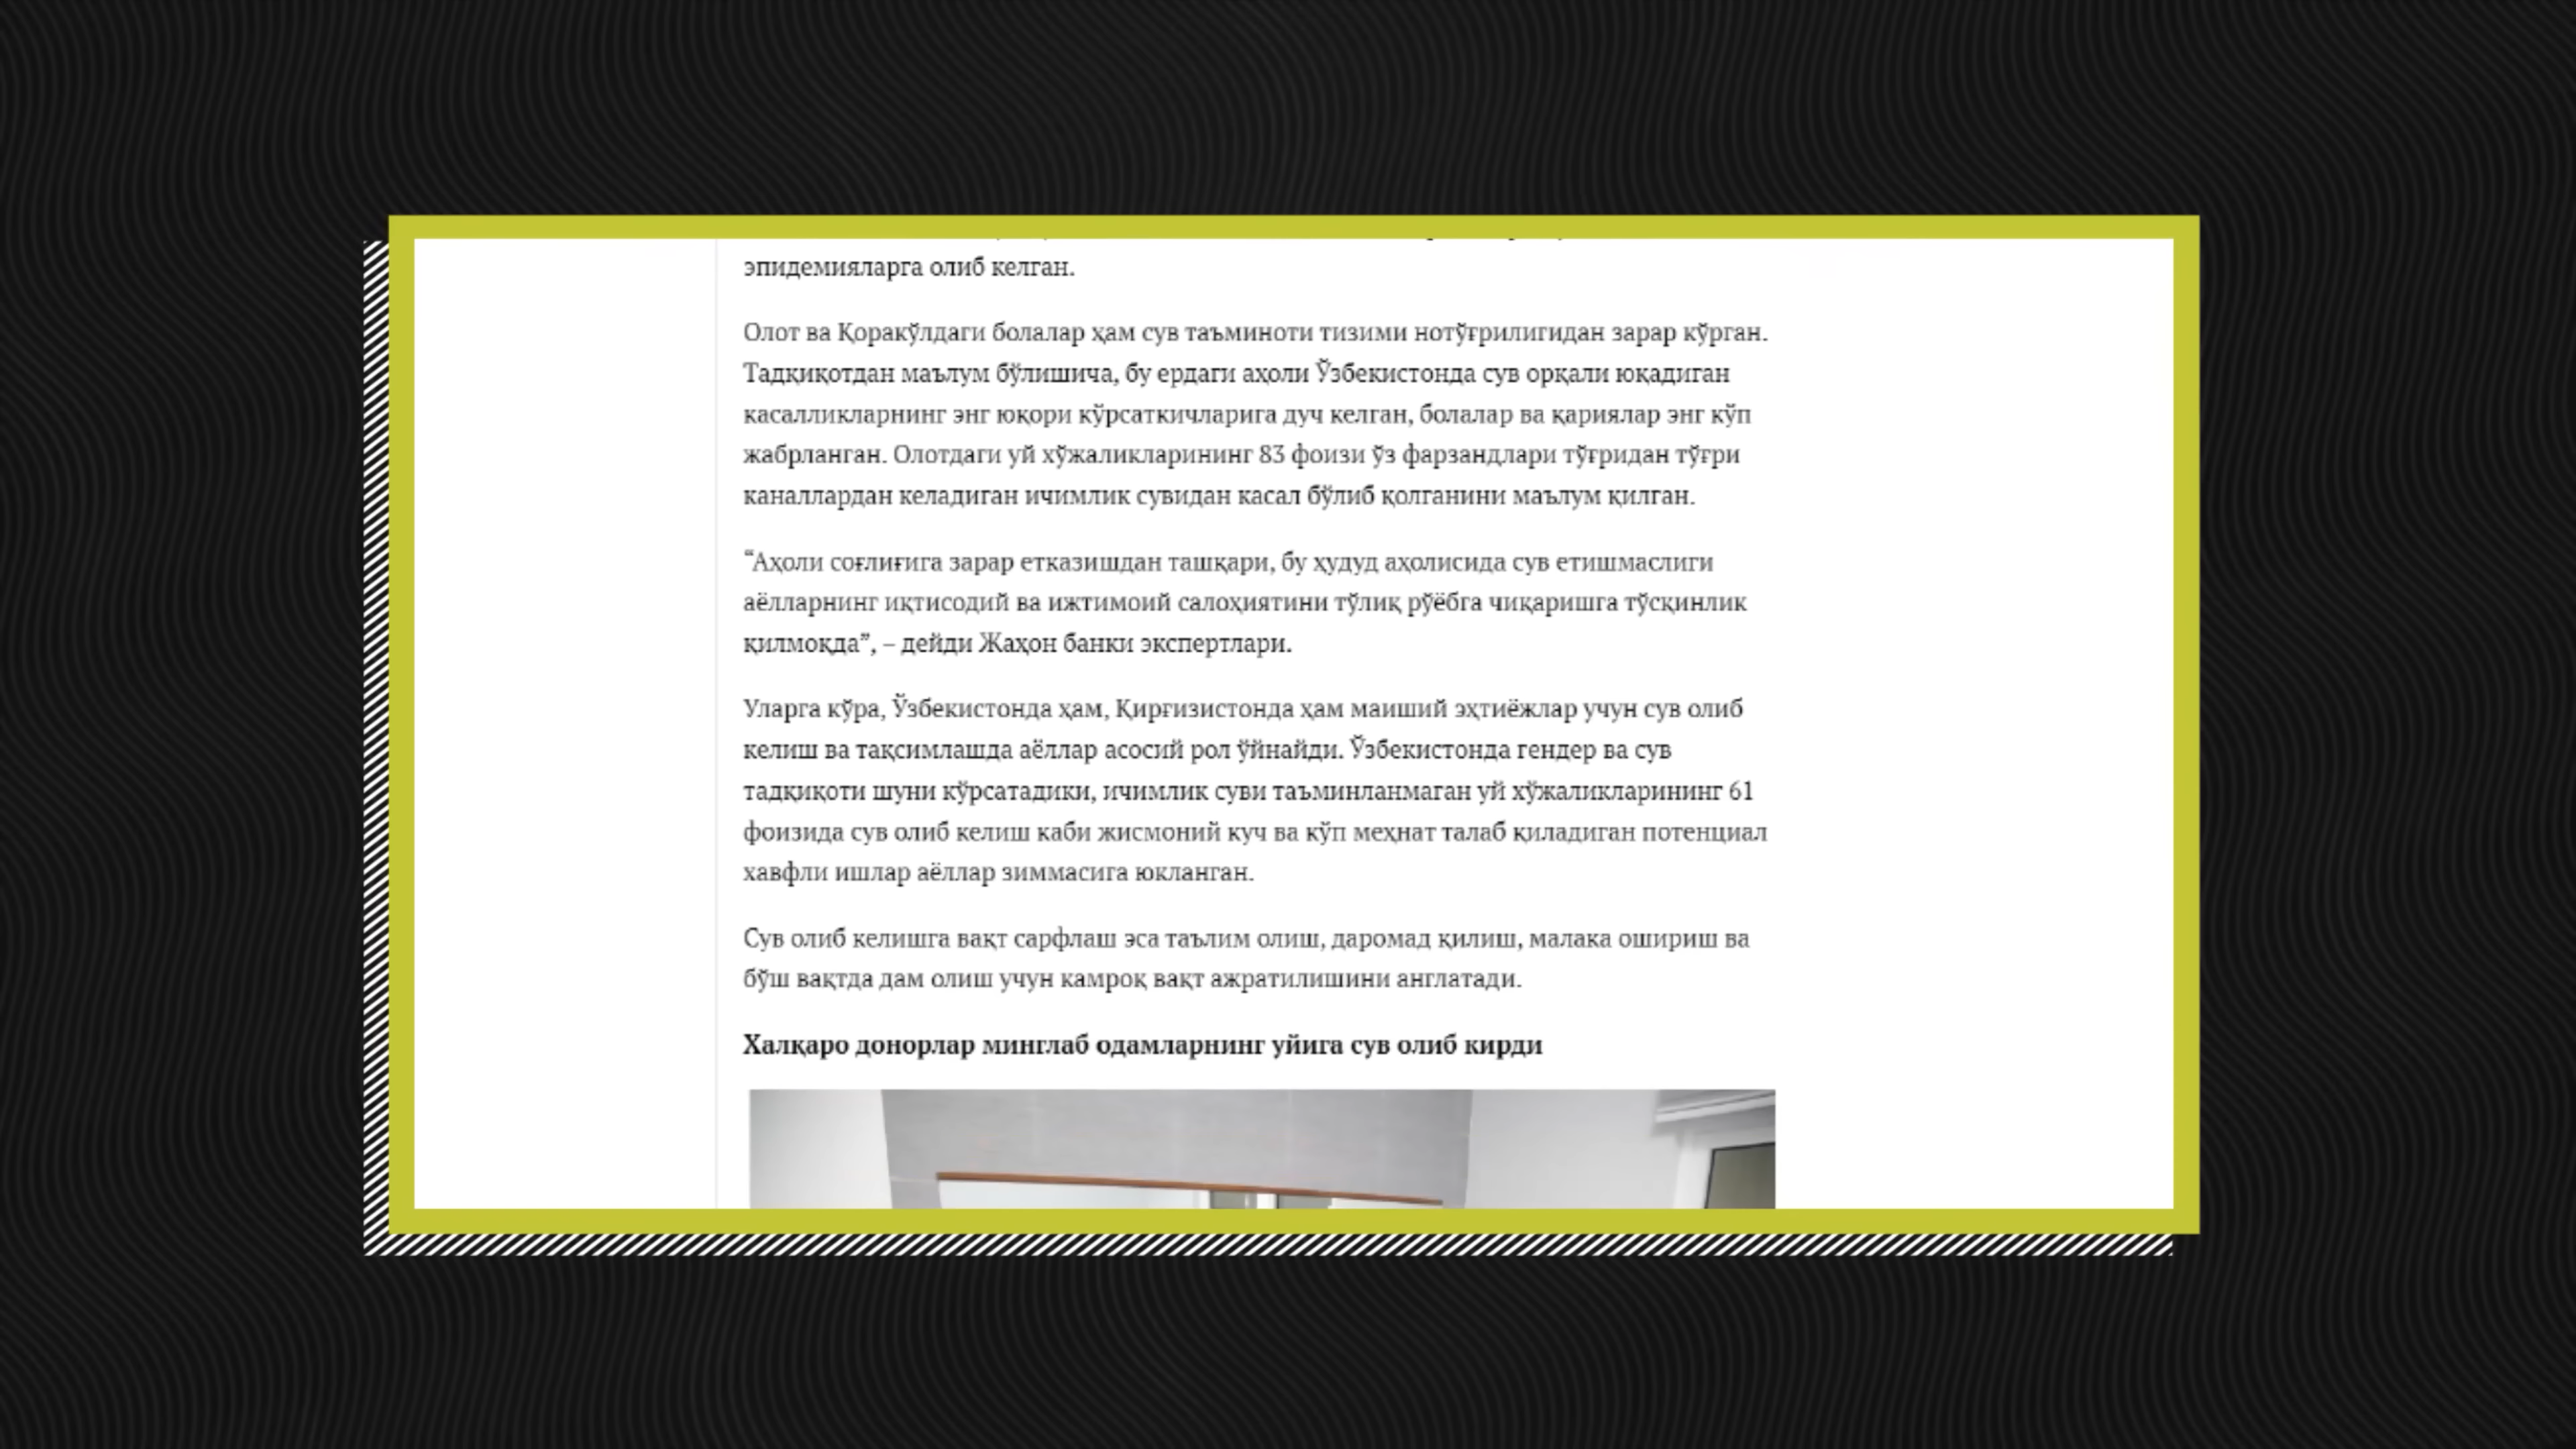 эпидемияларга олиб келган.
Олот ва Қоракўлдаги болалар ҳам сув таъминоти тизими нотўғрилигидан зарар кўрган.
Тадқиқотдан маълум бўлишича, бу ердаги аҳоли Ўзбекистонда сув орқали юқадиган
касалликларнинг энг юқори кўрсаткичларига дуч келган, болалар ва қариялар энг кўп
жабрланган. Олотдаги уй хўжаликларининг 83 фоизи ўз фарзандлари тўғридан тўғри
каналлардан келадиган ичимлик сувидан касал бўлиб қолганини маълум қилган.
“Аҳоли соғлиғига зарар етказишдан ташқари, бу ҳудуд аҳолисида сув етишмаслиги
аёлларнинг иқтисодий ва ижтимоий салоҳиятини тўлиқ рўёбга чиқаришга тўсқинлик
қилмоқда”, – дейди Жаҳон банки экспертлари.
Уларга кўра, Ўзбекистонда ҳам, Қирғизистонда ҳам маиший эҳтиёжлар учун сув олиб
келиш ва тақсимлашда аёллар асосий рол ўйнайди. Ўзбекистонда гендер ва сув
тадқиқоти шуни кўрсатадики, ичимлик суви таъминланмаган уй хўжаликларининг 61
фоизида сув олиб келиш каби жисмоний куч ва кўп меҳнат талаб қиладиган потенциал
хавфли ишлар аёллар зиммасига юкланган.
Сув олиб келишга вақт сарфлаш эса таълим олиш, даромад қилиш, малака ошириш ва
бўш вақтда дам олиш учун камроқ вақт ажратилишини англатади.
Халқаро донорлар минглаб одамларнинг уйига сув олиб кирди